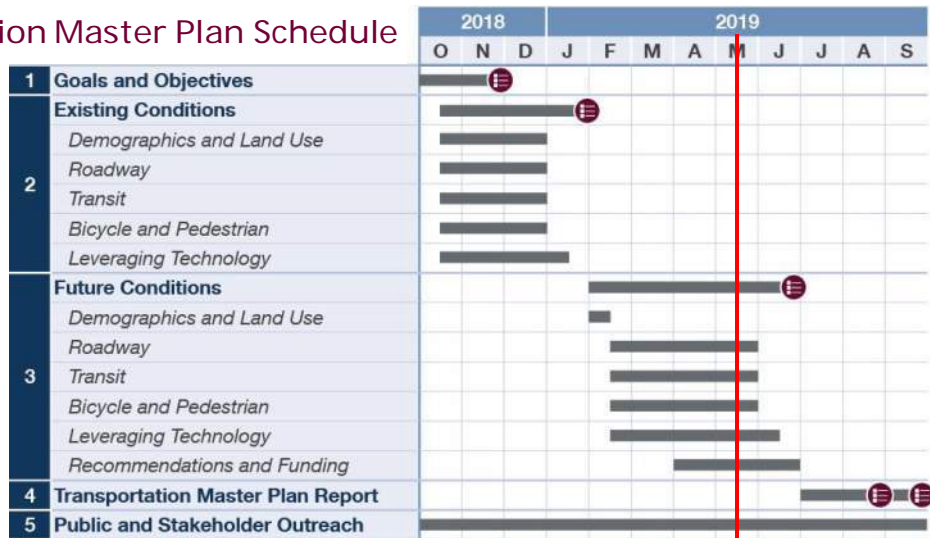 ion Master Plan Schedule
2018 2019
O N D J F M A M J J A S
1 Goals and Objectives
Existing Conditions
Demographics and Land Use
Roadway
2
Transit
Bicycle and Pedestrian
Leveraging Technology
Future Conditions
Demographics and Land Use
Roadway
3 Transit
Bicycle and Pedestrian
Leveraging Technology
Recommendations and Funding
4 Transportation Master Plan Report
5 Public and Stakeholder Outreach